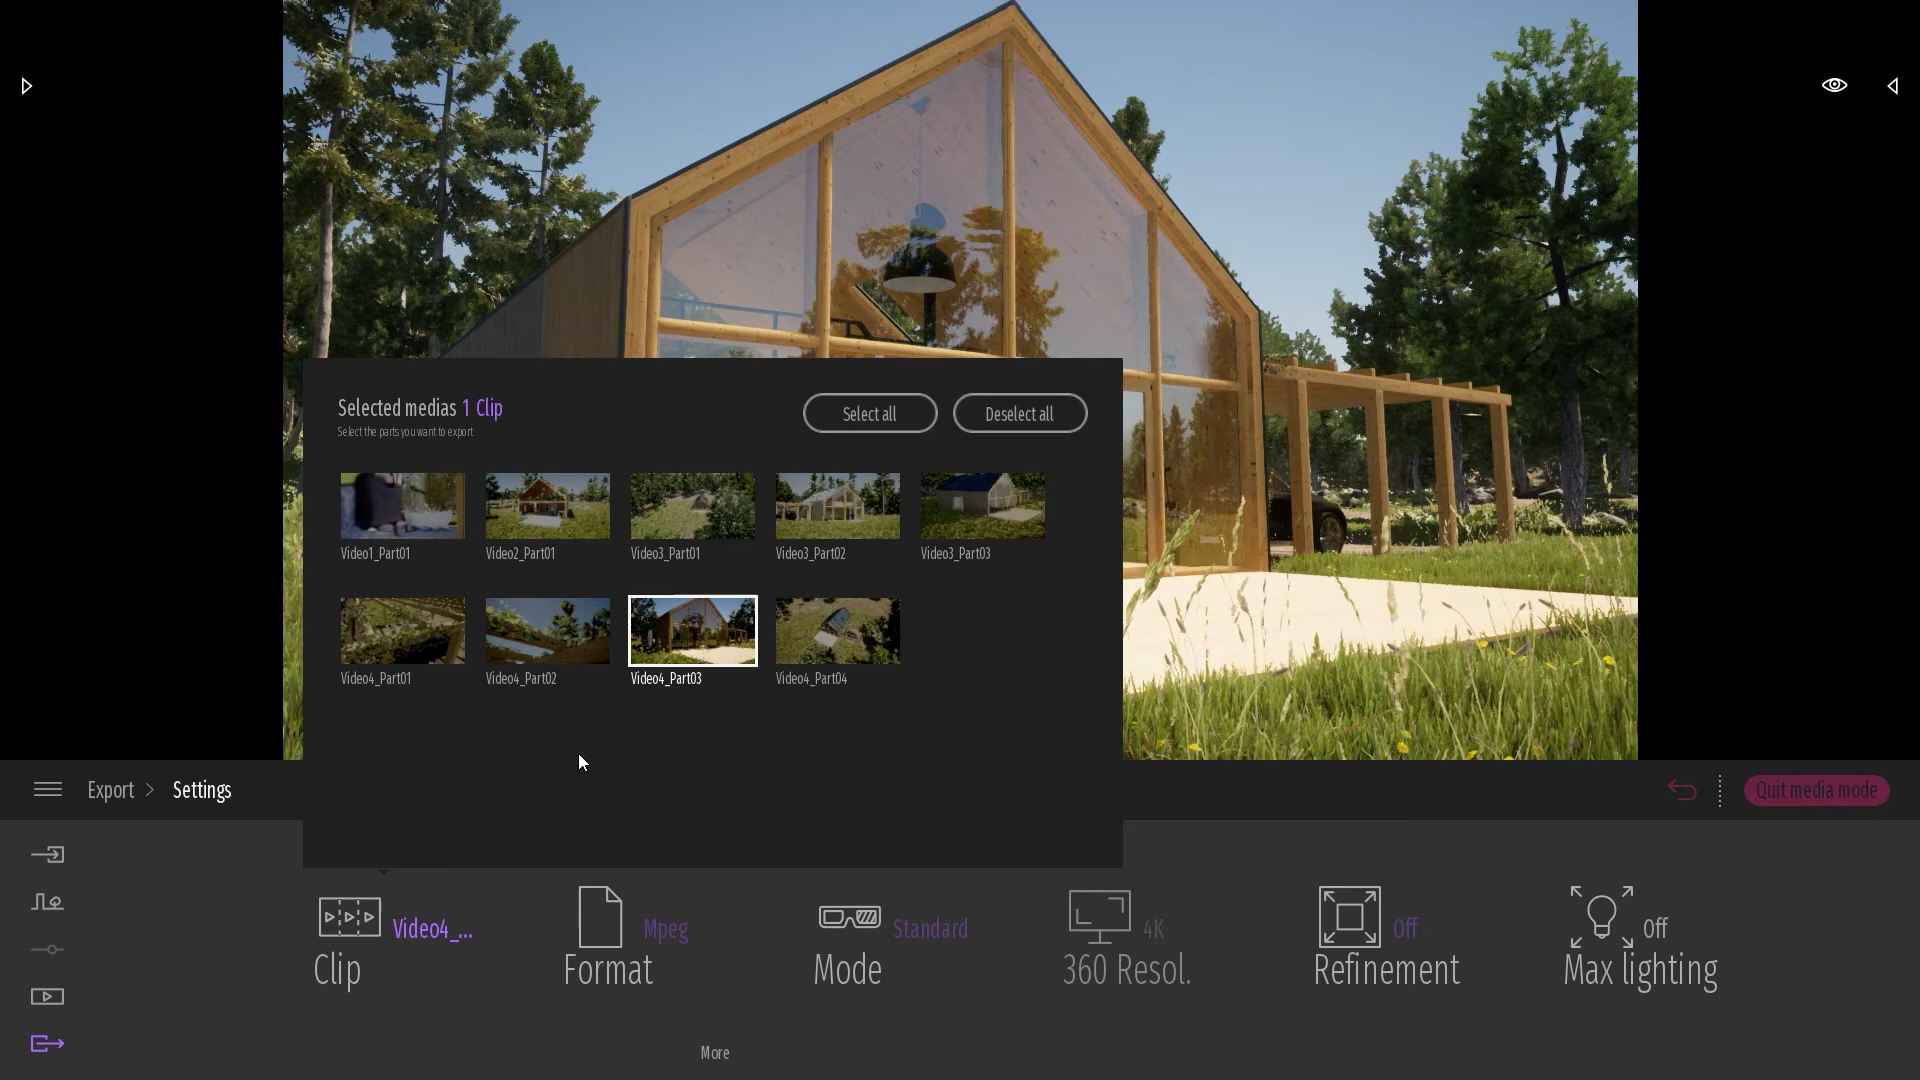 Selected medias 1 Clip
Select the parts you want to export
Select all
Deselect all
Video1_Part01
Video2_Part01
Video3_Part01
Video3_Part02
Video3_Part03
Video4_Part01
Video4_Part02
Video4_Part03
Video4_Part04
Export > Settings
Quit media mode
Video4_...
Clip
Mpeg
Format
Standard
Mode
4K
360 Resol.
Off
Refinement
Off
Max lighting
More